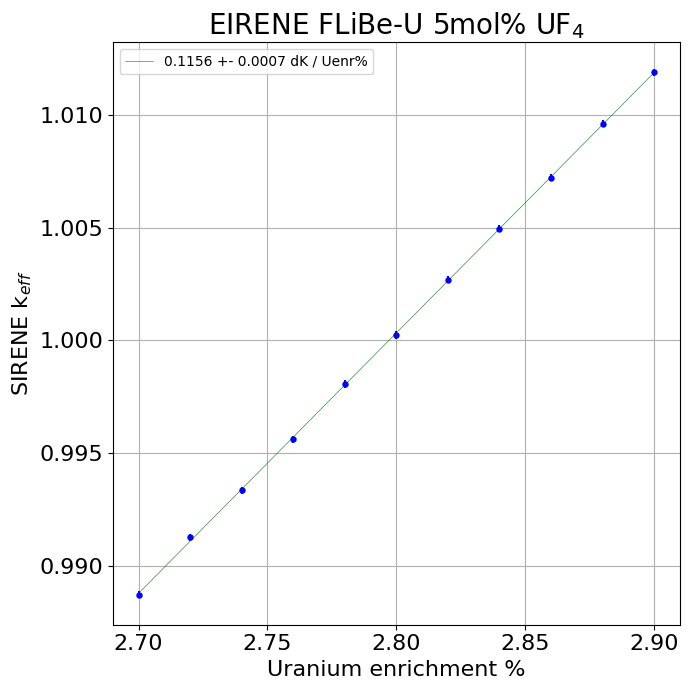 EIRENE FLiBe-U 5mol% UF₄
0.1156 +- 0.0007 dK / Uenr%
SIRENE k_eff
1.010
1.005
1.000
0.995
0.990
2.70 2.75 2.80 2.85 2.90
Uranium enrichment %